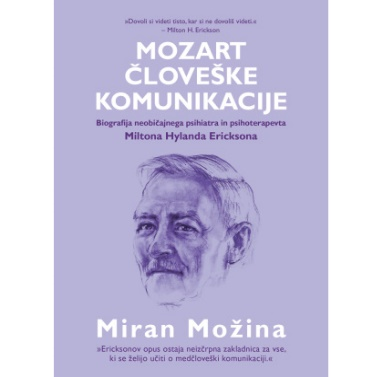 »Dovoli si videti tisto, kar si ne dovoliš videti.«
– Milton H. Erickson
MOZART
ČLOVEŠKE
KOMUNIKACIJE
Biografija neobičajnega psihiatra in psihoterapevta
Miltona Hylanda Ericksona
Miran Možina
»Ericksonov opus ostaja neizčrpna zakladnica za vse,
ki se želijo učiti o medčloveški komunikaciji.«